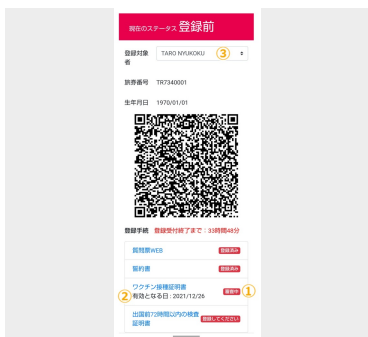 現在のステータス 登録前
登録対象 TARO NYUKOKU ③
者
旅券番号 TR7340001
生年月日 1970/01/01
登録手続 登録受付終了まで：33時間48分
質問票WEB 登録済み
誓約書 登録済み
ワクチン接種証明書 審査中 ①
② 有効となる日：2021/12/26
出国前72時間以内の検査 登録してください
証明書